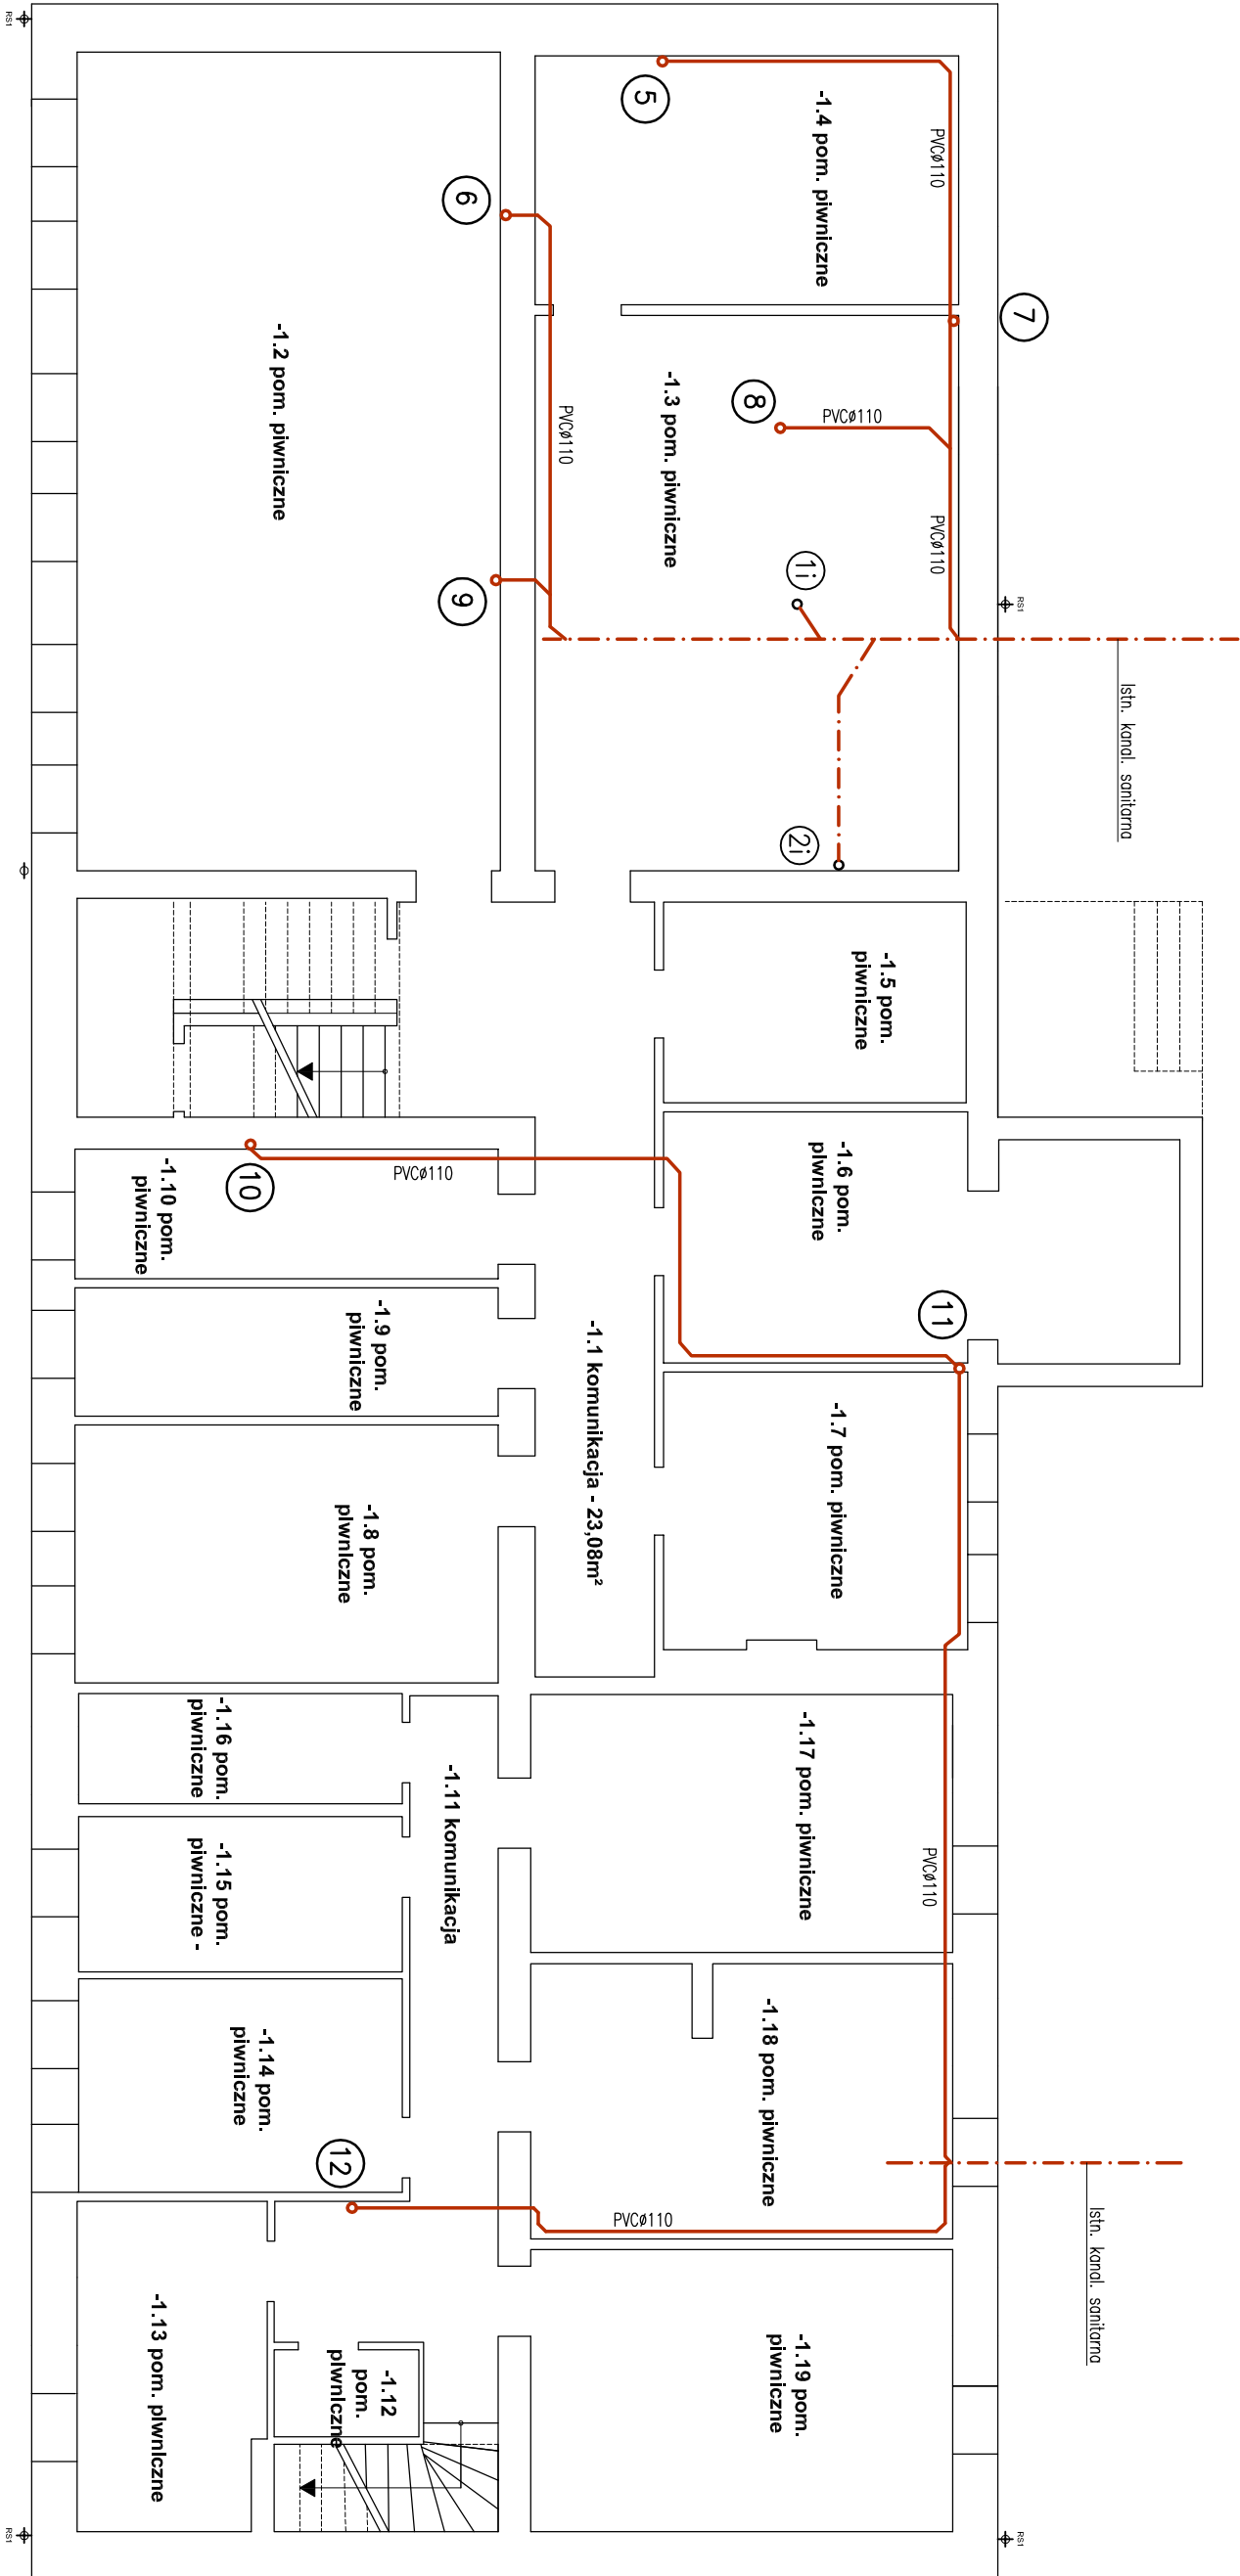 RS1
5
-1.4 pom. piwniczne
PVCø110
6
7
-1.2 pom. piwniczne
-1.3 pom. piwniczne
8
PVCø110
PVCø110
PVCø110
1i
9
RS1
Istn. kanal. sanitarna
2i
-1.5 pom.
piwniczne
-1.6 pom.
piwniczne
10
PVCø110
-1.10 pom.
piwniczne
11
-1.9 pom.
piwniczne
-1.1 komunikacja - 23,08m²
-1.7 pom. piwniczne
-1.8 pom.
piwniczne
-1.16 pom.
piwniczne
-1.17 pom. piwniczne
-1.11 komunikacja
-1.15 pom.
piwniczne -
PVCø110
-1.14 pom.
piwniczne
-1.18 pom. piwniczne
12
PVCø110
Istn. kanal. sanitarna
-1.13 pom. piwniczne
-1.12
pom.
piwniczne
-1.19 pom.
piwniczne
RS1
RS1